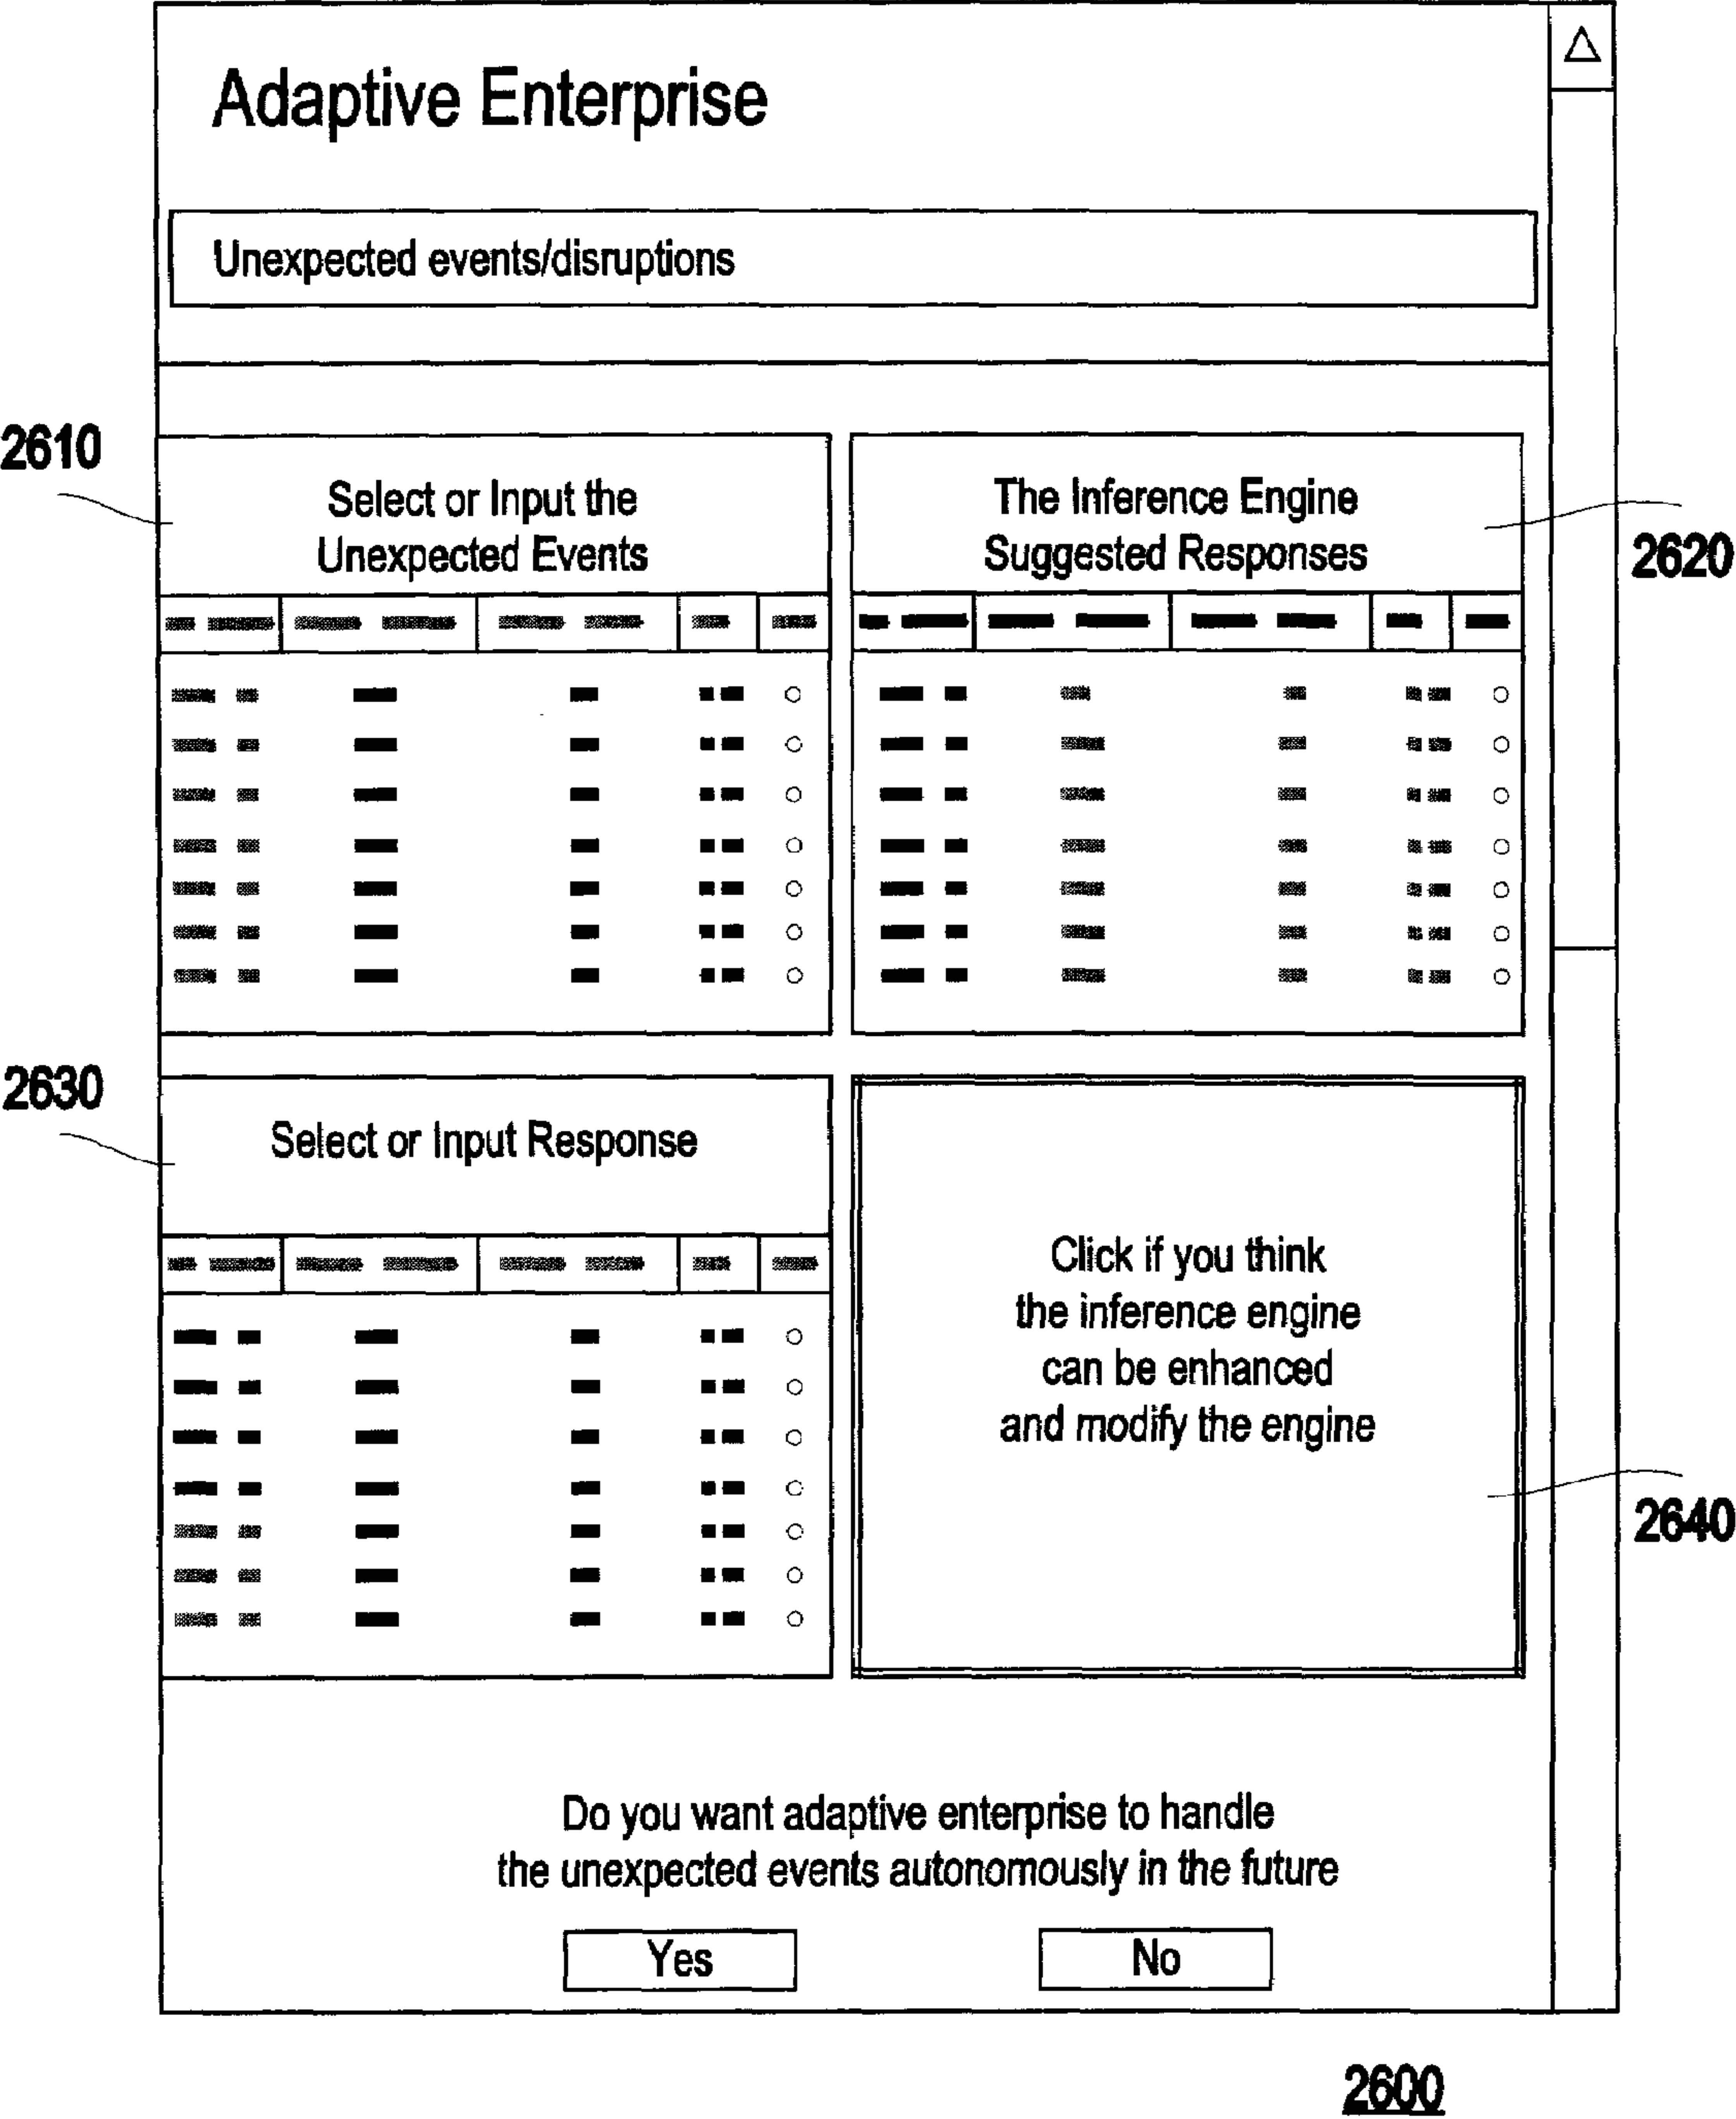 Adaptive Enterprise
Unexpected events/disruptions
2610
Select or Input the
Unexpected Events
The Inference Engine
Suggested Responses
2620
2630
Select or Input Response
Click if you think
the inference engine
can be enhanced
and modify the engine
2640
Do you want adaptive enterprise to handle
the unexpected events autonomously in the future
Yes
No
2600